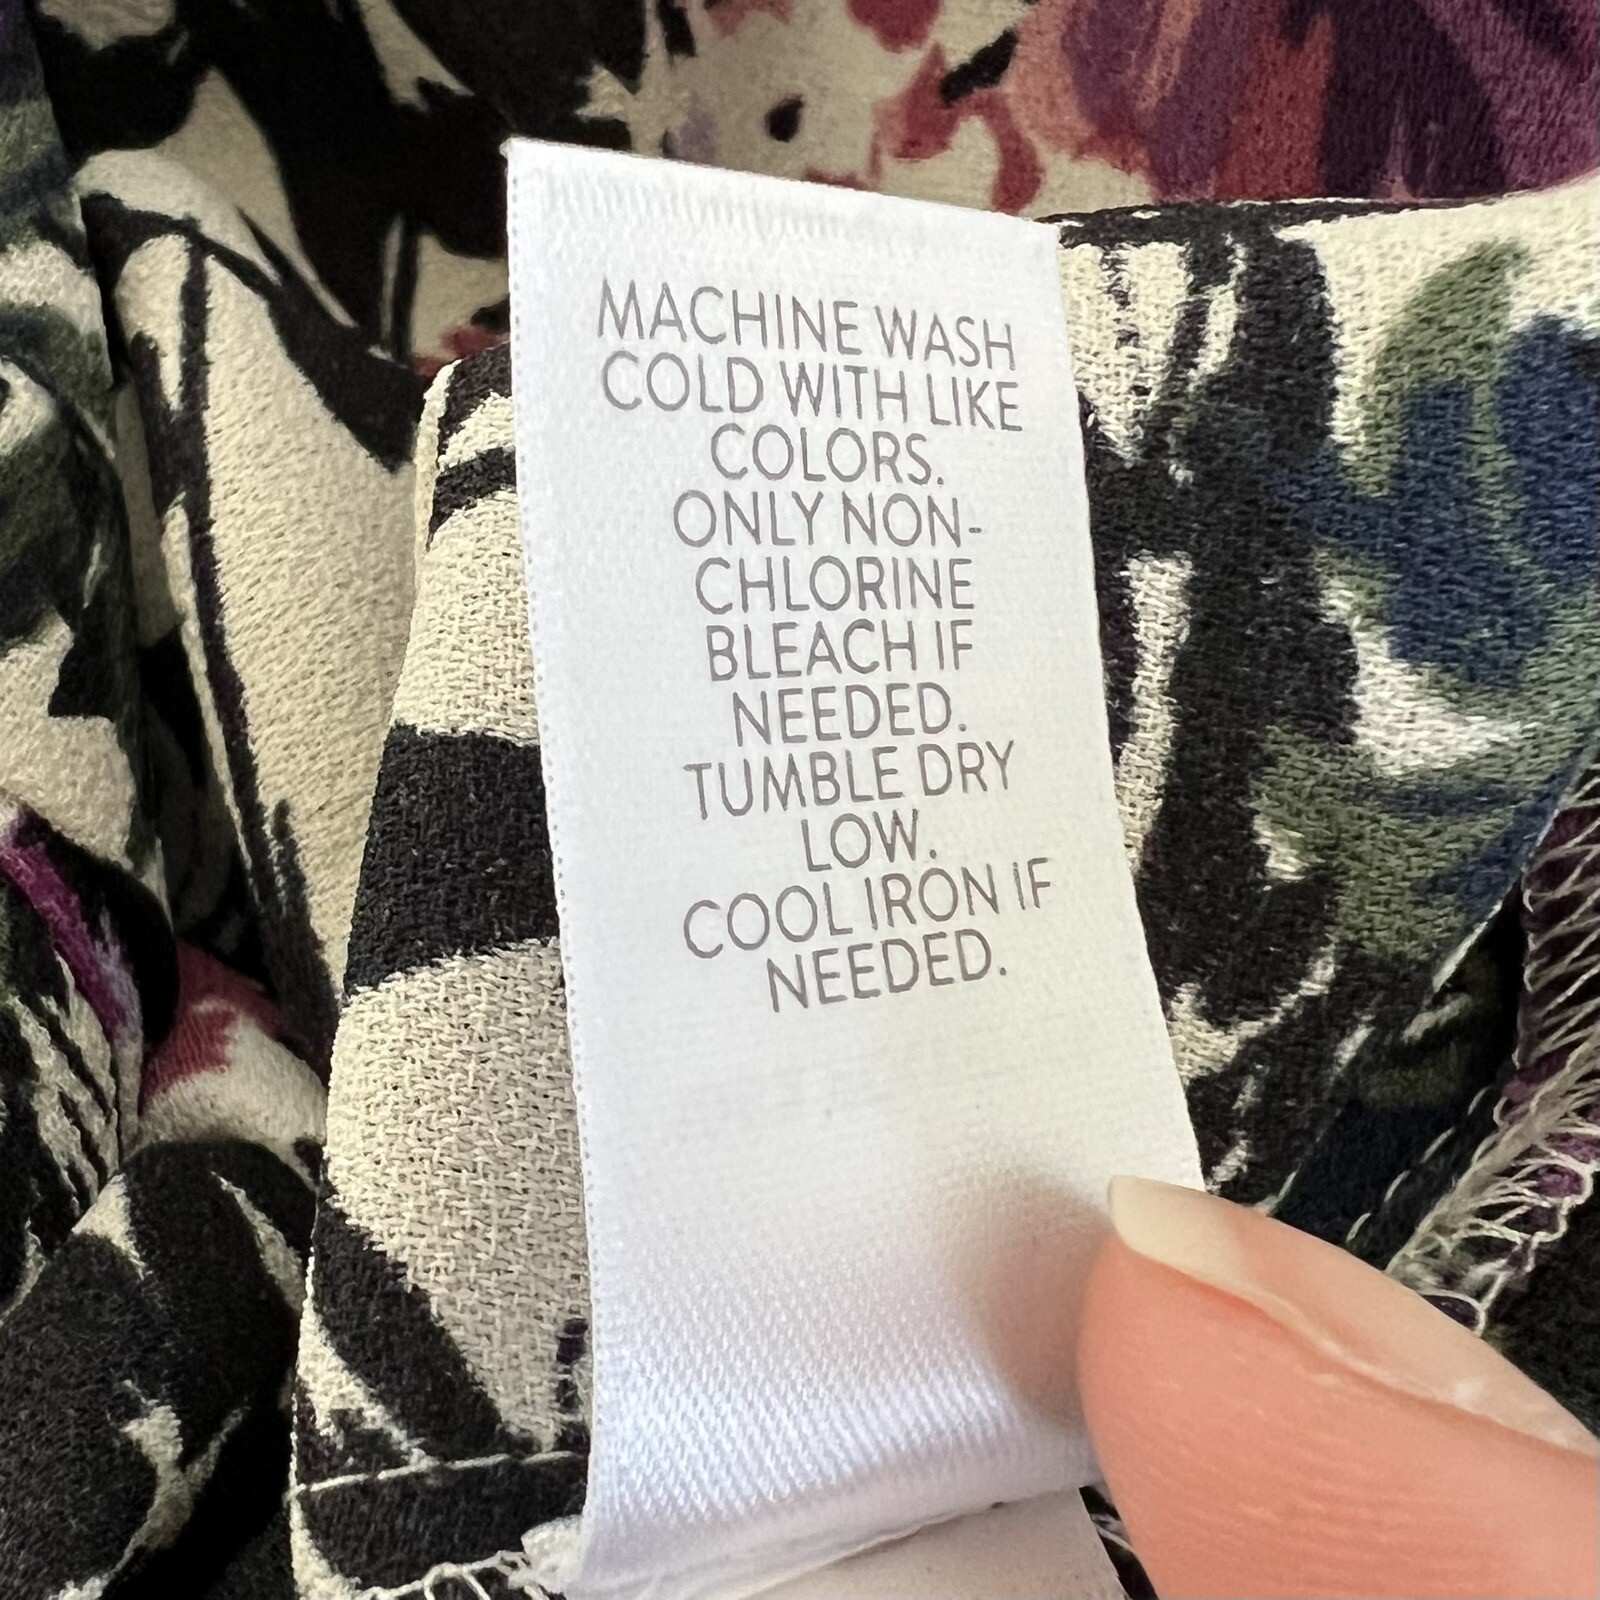 MACHINE WASH
COLD WITH LIKE
COLORS.
ONLY NON-
CHLORINE
BLEACH IF
NEEDED.
TUMBLE DRY
LOW.
COOL IRON IF
NEEDED.